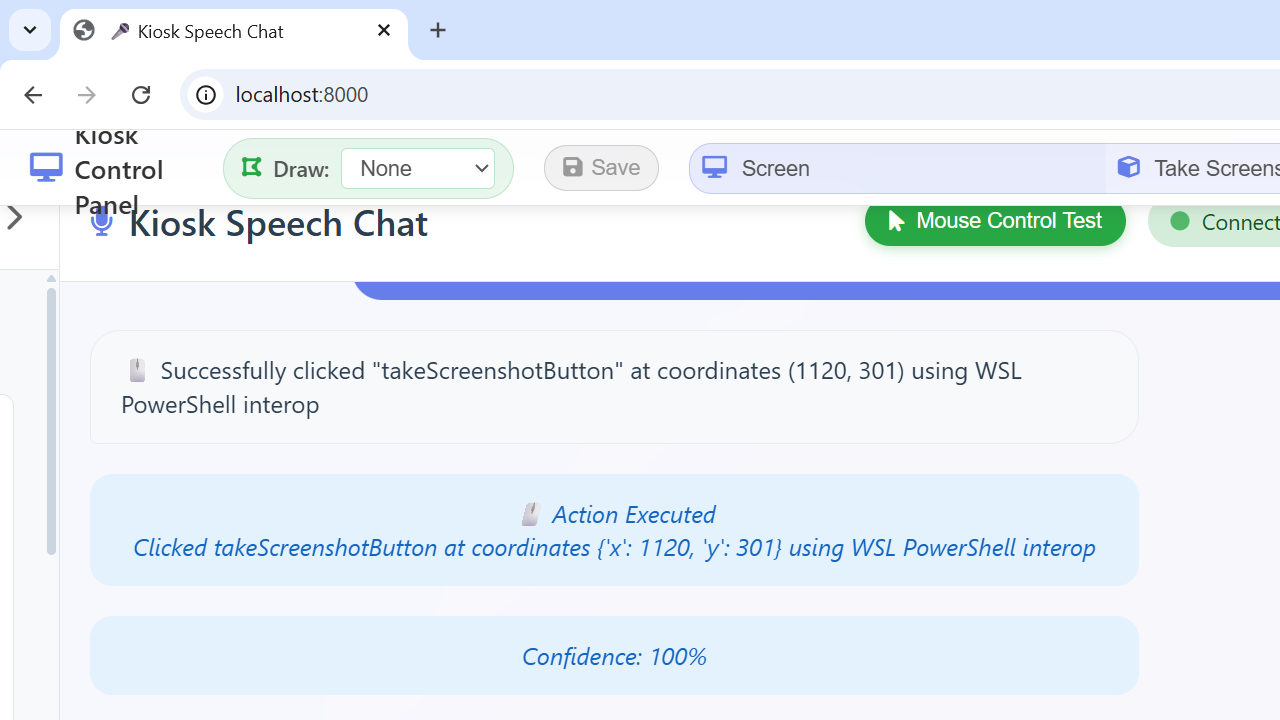 Kiosk Speech Chat
localhost:8000
Kiosk
Control
Panel
Draw:
None
Save
Screen
Take Screens
Kiosk Speech Chat
Mouse Control Test
Connect
Successfully clicked "takeScreenshotButton" at coordinates (1120, 301) using WSL
PowerShell interop
Action Executed
Clicked takeScreenshotButton at coordinates {'x': 1120, 'y': 301} using WSL PowerShell interop
Confidence: 100%